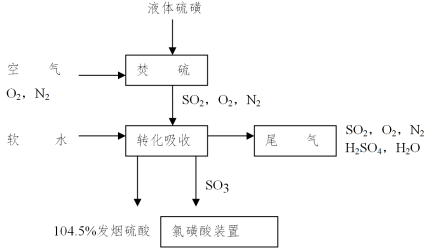 液体硫磺
空 气
O₂，N₂
焚 硫
SO₂，O₂，N₂
软 水
转化吸收
尾 气
SO₂，O₂，N₂
H₂SO₄，H₂O
SO₃
104.5%发烟硫酸
氯磺酸装置